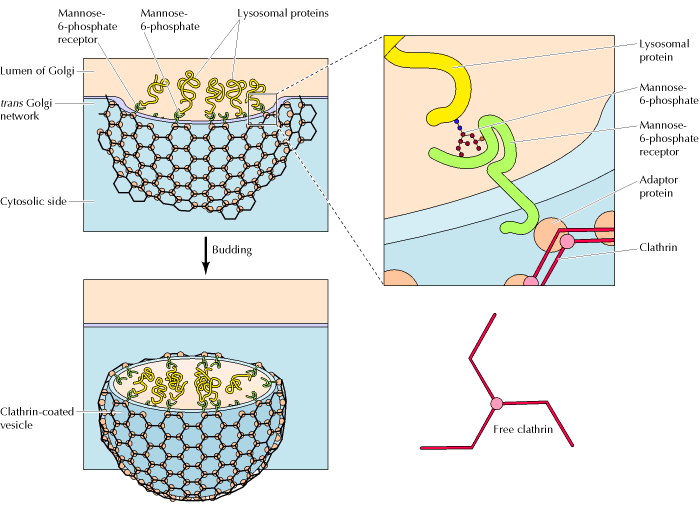 Mannose-
6-phosphate
receptor
Mannose-
6-phosphate
Lysosomal proteins
Lumen of Golgi
trans Golgi
network
Cytosolic side
Budding
Clathrin-coated
vesicle
Lysosomal
protein
Mannose-
6-phosphate
Mannose-
6-phosphate
receptor
Adaptor
protein
Clathrin
Free clathrin